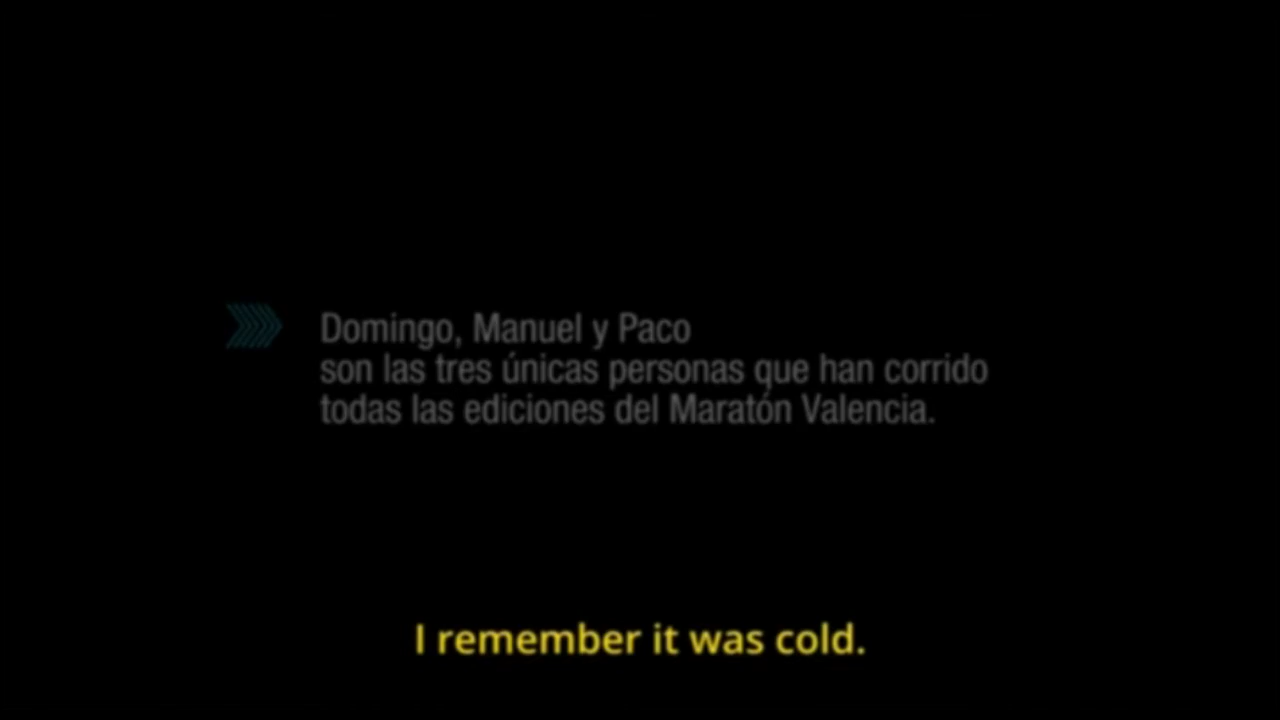 Domingo, Manuel y Paco
son las tres únicas personas que han corrido
todas las ediciones del Maratón Valencia.
I remember it was cold.